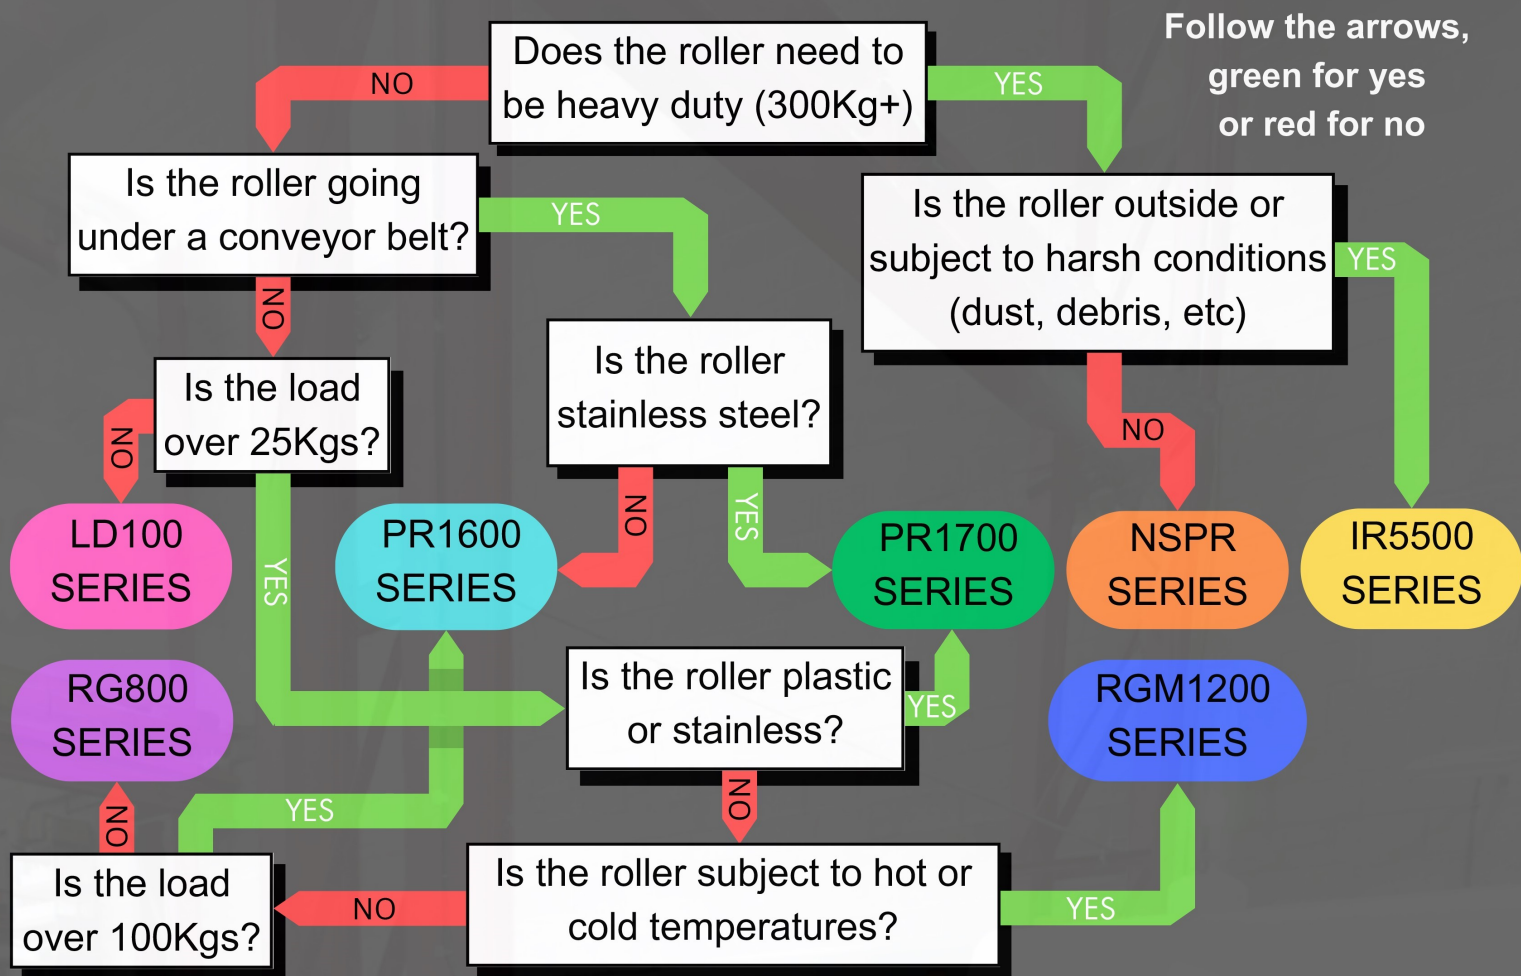 Follow the arrows,
green for yes
or red for no
Does the roller need to
be heavy duty (300Kg+)
NO
YES
Is the roller going
under a conveyor belt?
YES
NO
Is the roller outside or
subject to harsh conditions
(dust, debris, etc)
YES
NO
Is the load
over 25Kgs?
NO
YES
Is the roller
stainless steel?
NO
YES
LD100
SERIES
PR1600
SERIES
PR1700
SERIES
NSPR
SERIES
IR5500
SERIES
RG800
SERIES
Is the roller plastic
or stainless?
YES
NO
RGM1200
SERIES
NO
YES
Is the load
over 100Kgs?
NO
Is the roller subject to hot or
cold temperatures?
YES